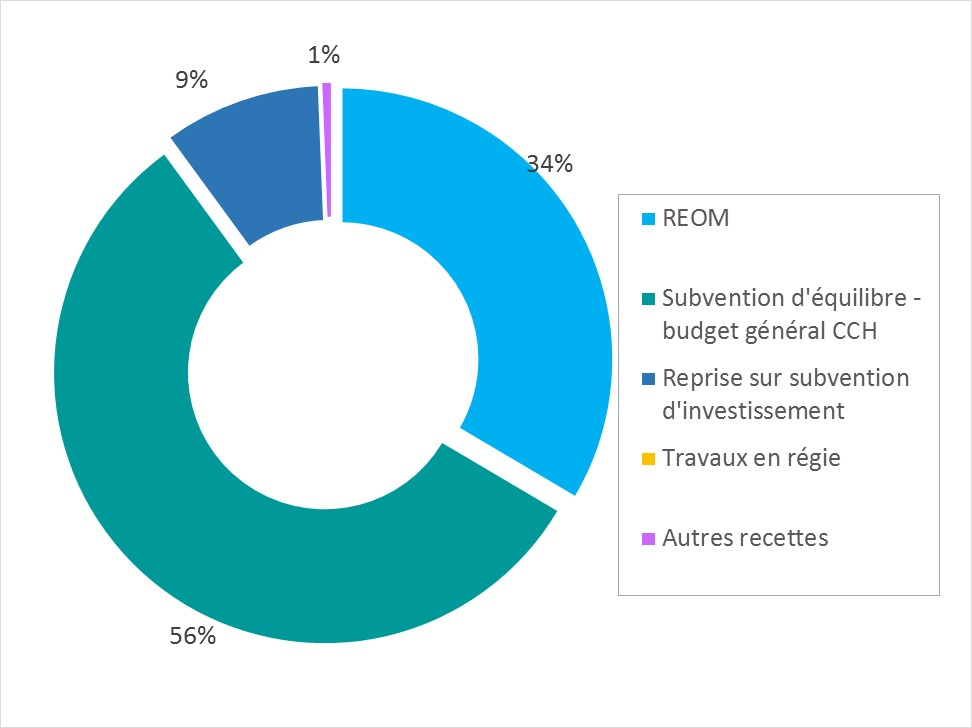 1%
9%
34%
56%
REOM
Subvention d'équilibre -
budget général CCH
Reprise sur subvention
d'investissement
Travaux en régie
Autres recettes